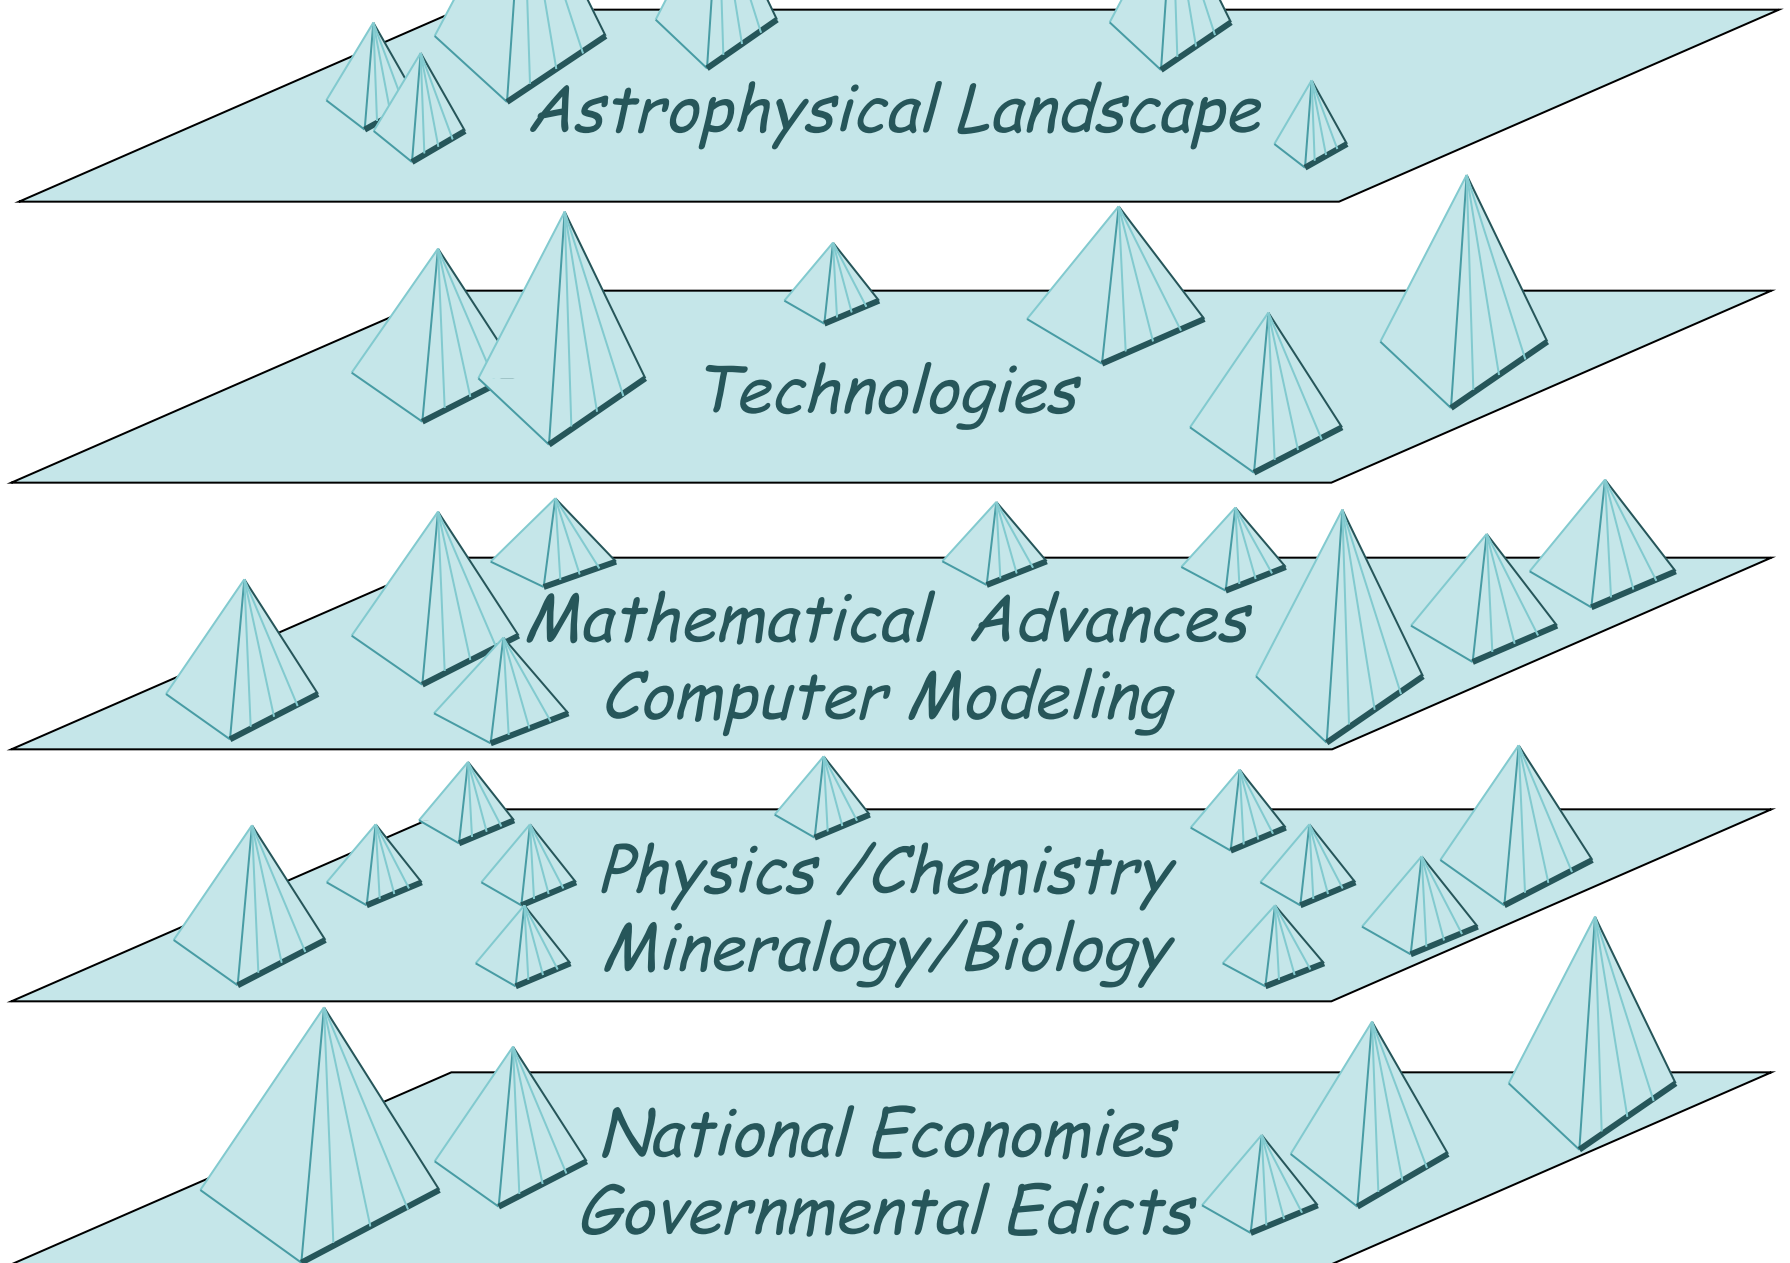 Astrophysical Landscape
Technologies
Mathematical Advances
Computer Modeling
Physics /Chemistry
Mineralogy/Biology
National Economies
Governmental Edicts